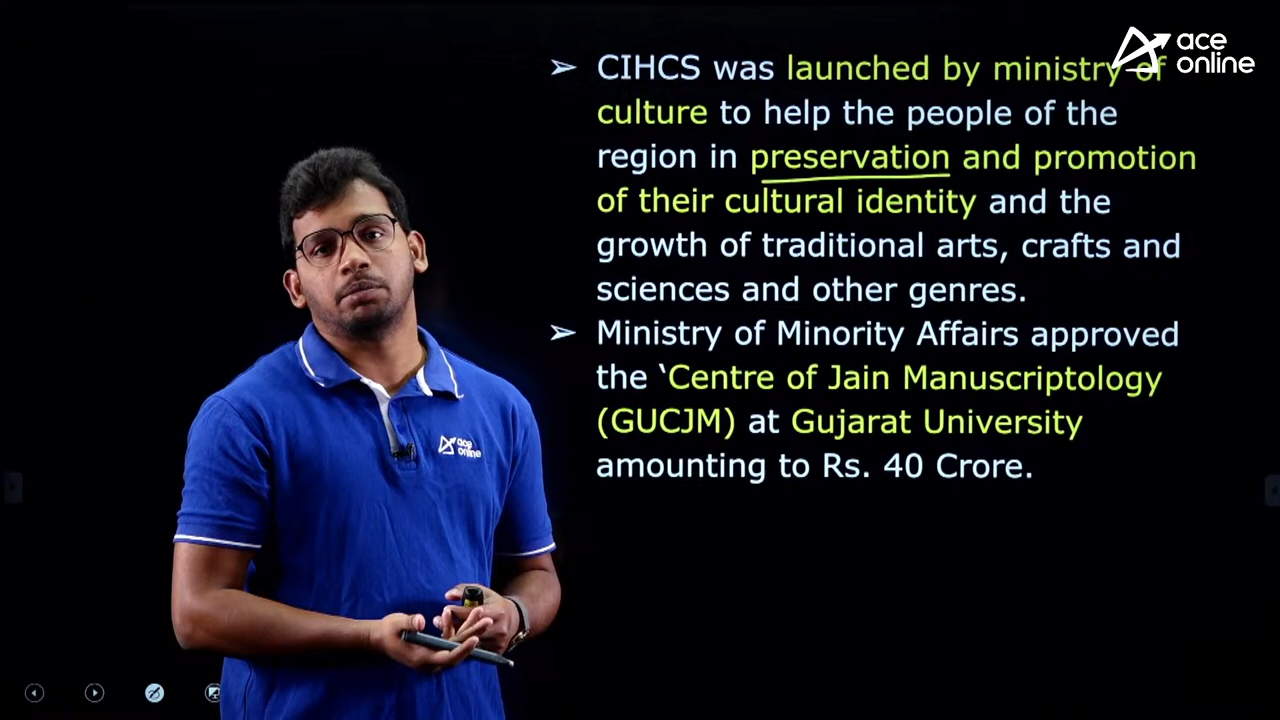 ace
online
➢ CIHCS was launched by ministry of
culture to help the people of the
region in preservation and promotion
of their cultural identity and the
growth of traditional arts, crafts and
sciences and other genres.
➢ Ministry of Minority Affairs approved
the ‘Centre of Jain Manuscriptology
(GUCJM) at Gujarat University
amounting to Rs. 40 Crore.
ace
online